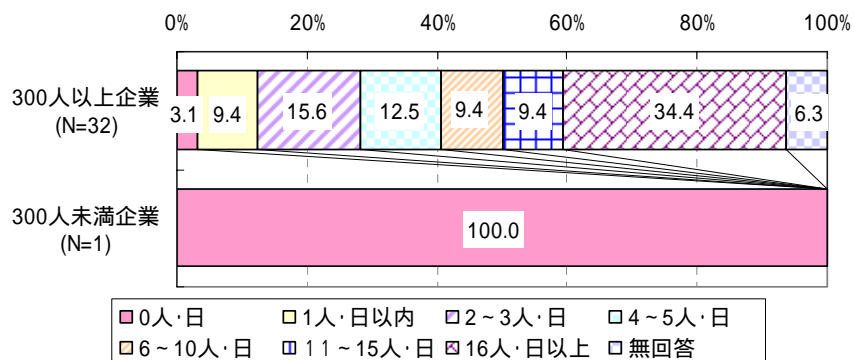 0% 20% 40% 60% 80% 100%
300人以上企業
(N=32)
3.1 9.4 15.6 12.5 9.4 9.4 34.4 6.3
300人未満企業
(N=1)
100.0
0人・日 1人・日以内 2～3人・日 4～5人・日
6～10人・日 11～15人・日 16人・日以上 無回答